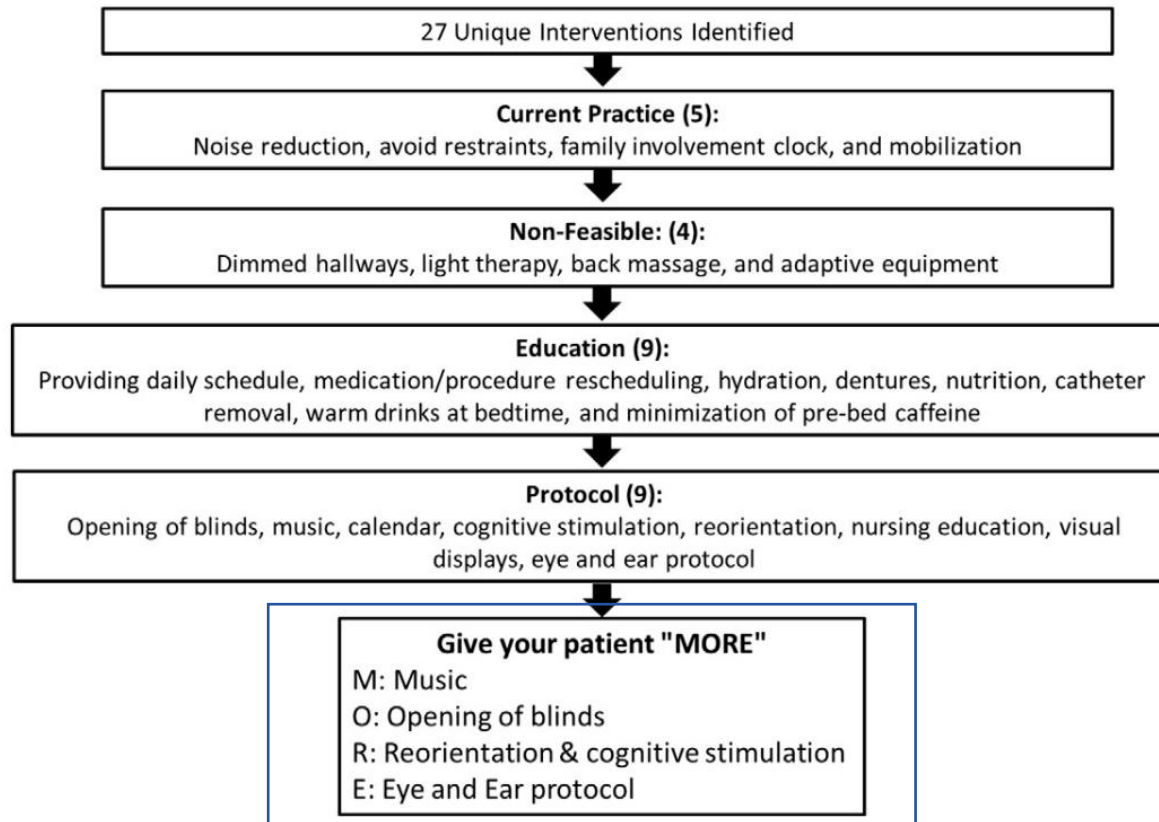 27 Unique Interventions Identified
Current Practice (5):
Noise reduction, avoid restraints, family involvement clock, and mobilization
Non-Feasible: (4):
Dimmed hallways, light therapy, back massage, and adaptive equipment
Education (9):
Providing daily schedule, medication/procedure rescheduling, hydration, dentures, nutrition, catheter
removal, warm drinks at bedtime, and minimization of pre-bed caffeine
Protocol (9):
Opening of blinds, music, calendar, cognitive stimulation, reorientation, nursing education, visual
displays, eye and ear protocol
Give your patient "MORE"
M: Music
O: Opening of blinds
R: Reorientation & cognitive stimulation
E: Eye and Ear protocol